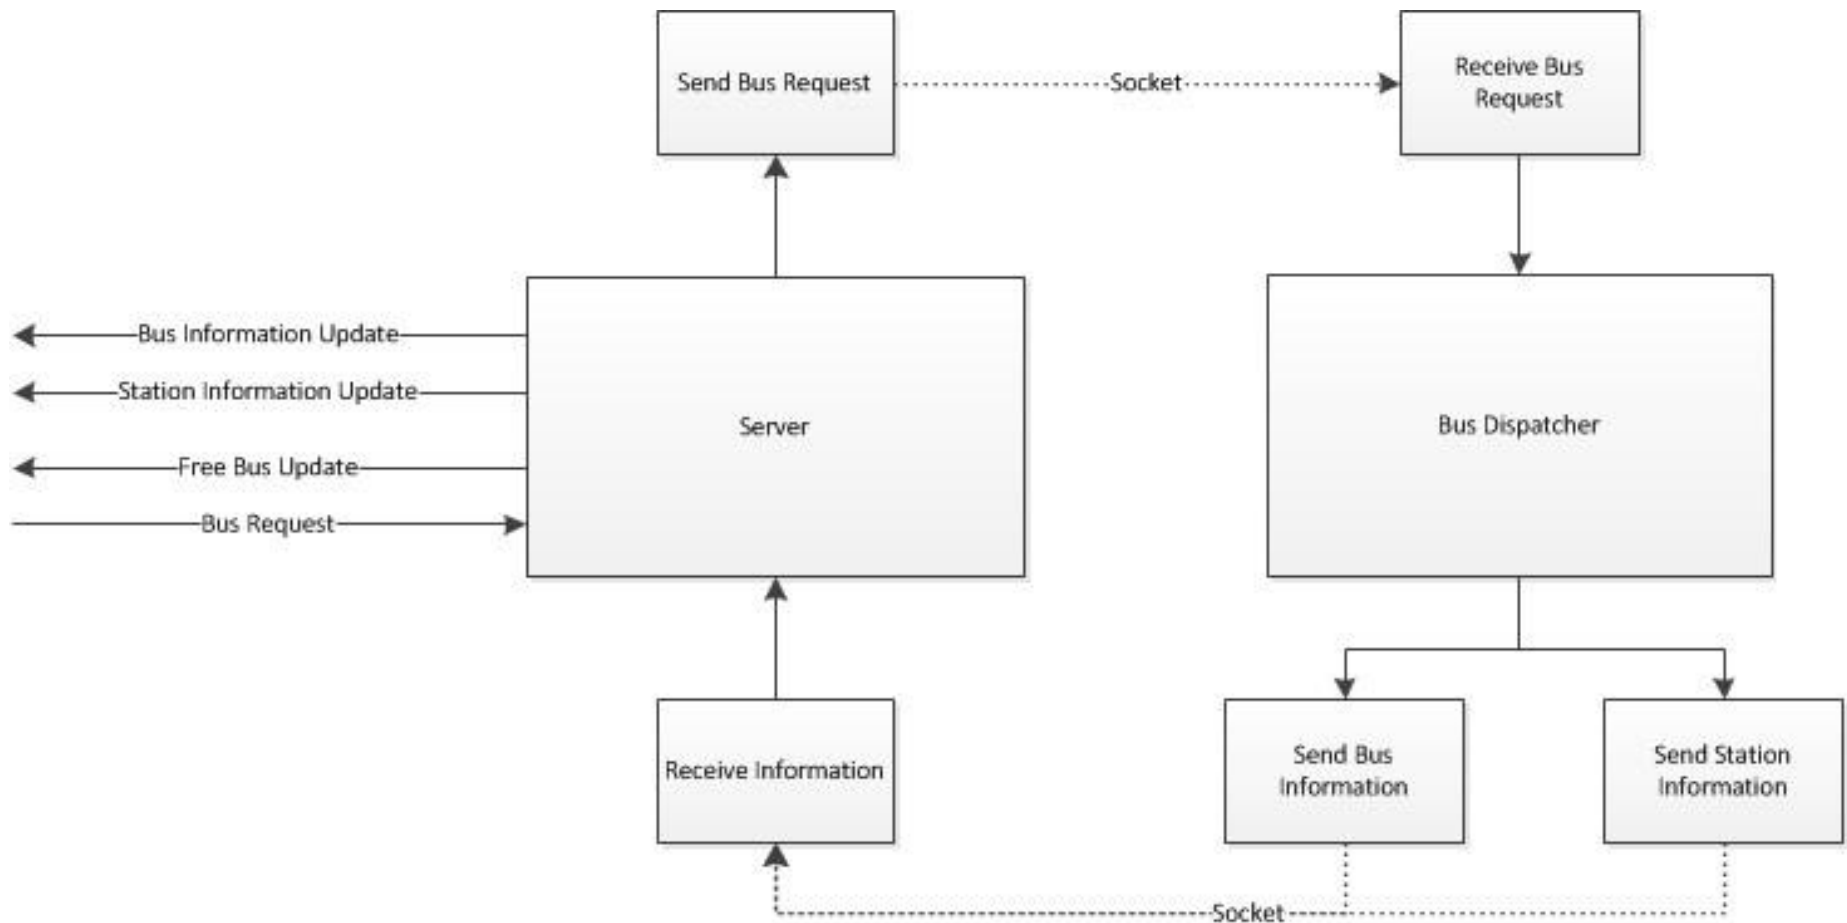 Send Bus Request
Socket
Receive Bus
Request
Bus Information Update
Station Information Update
Free Bus Update
Bus Request
Server
Bus Dispatcher
Receive Information
Send Bus
Information
Send Station
Information
Socket